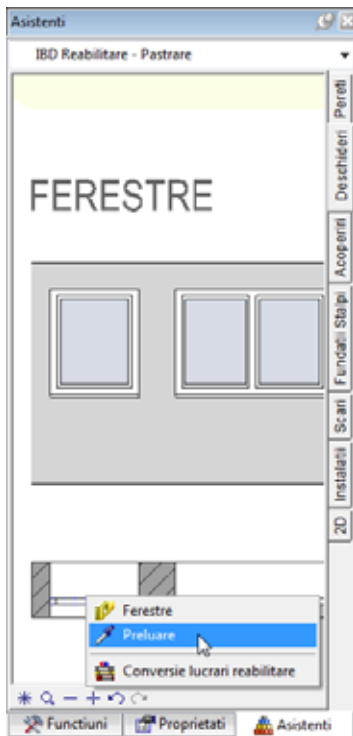 Asistenti
IBD Reabilitare - Pastrare
Pereti
Deschideri
Acoperiri
Fundatii Stalpi
Scari
Instalatii
2D
FERESTRE
Ferestre
Preluare
Conversie lucrari reabilitare
Functiuni
Proprietati
Asistenti